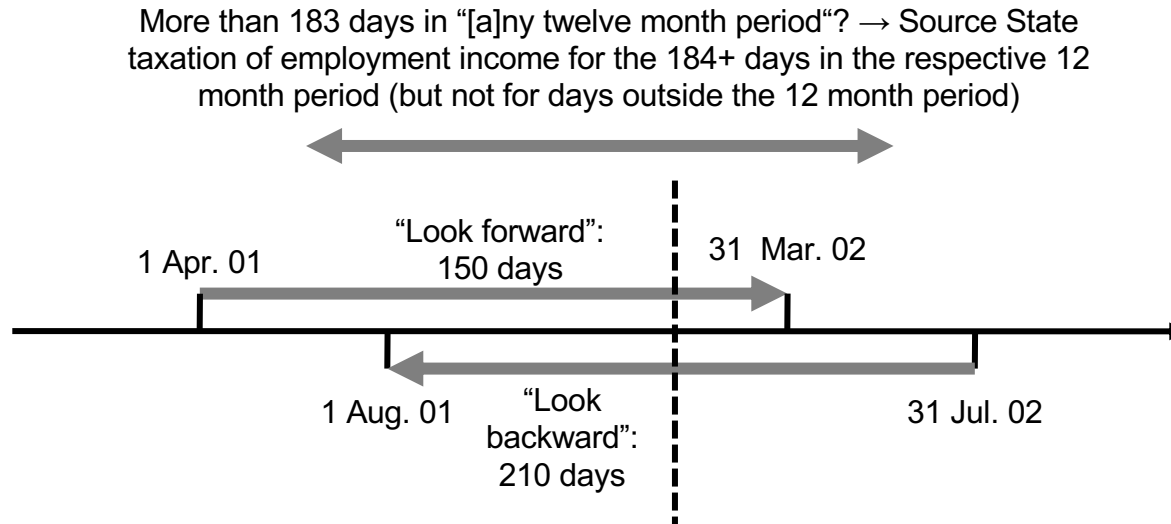 More than 183 days in “[a]ny twelve month period“? → Source State
taxation of employment income for the 184+ days in the respective 12
month period (but not for days outside the 12 month period)
“Look forward”:
150 days
1 Apr. 01
31 Mar. 02
1 Aug. 01
“Look
backward”:
210 days
31 Jul. 02